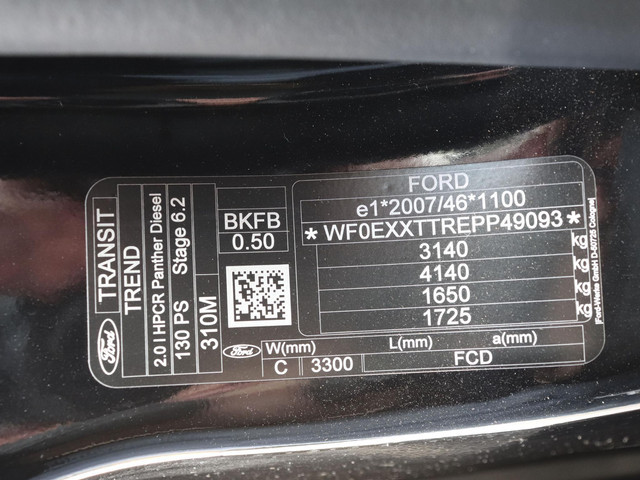 TRANSIT
TREND
2.0 l HPCR Panther Diesel
130 PS Stage 6.2
310M
Ford
BKFB
0.50
FORD
e1*2007/46*1100
*WF0EXXTTREPP49093*
3140 kg
4140 kg
1650 kg
1725 kg
Ford-Werke GmbH D-50725 Cologne
Ford
W(mm) L(mm) a(mm)
C 3300 FCD